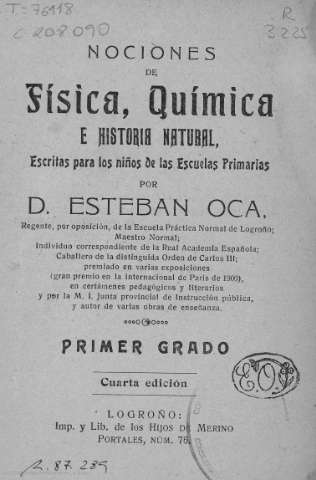 T=76418
C 208090
R
3225
NOCIONES
DE
Física, Química
E HISTORIA NATURAL,
Escritas para los niños de las Escuelas Primarias
POR
D. ESTEBAN OCA,
Regente, por oposición, de la Escuela Práctica Normal de Logroño;
Maestro Normal;
Individuo correspondiente de la Real Academia Española;
Caballero de la distinguida Orden de Carlos III;
premiado en varias exposiciones
(gran premio en la internacional de París de 1900),
en certámenes pedagógicos y literarios
y por la M. I. Junta provincial de Instrucción pública,
y autor de varias obras de enseñanza.
PRIMER GRADO
Cuarta edición
E.O.
LOGROÑO:
Imp. y Lib. de los HIJOS DE MERINO
PORTALES, NÚM. 76.
R. 87.239